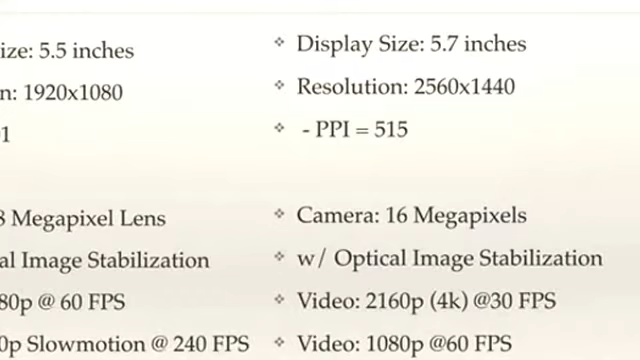 ize: 5.5 inches
n: 1920x1080
1
8 Megapixel Lens
al Image Stabilization
80p @ 60 FPS
0p Slowmotion @ 240 FPS
❖ Display Size: 5.7 inches
❖ Resolution: 2560x1440
❖ - PPI = 515
❖ Camera: 16 Megapixels
❖ w/ Optical Image Stabilization
❖ Video: 2160p (4k) @30 FPS
❖ Video: 1080p @60 FPS